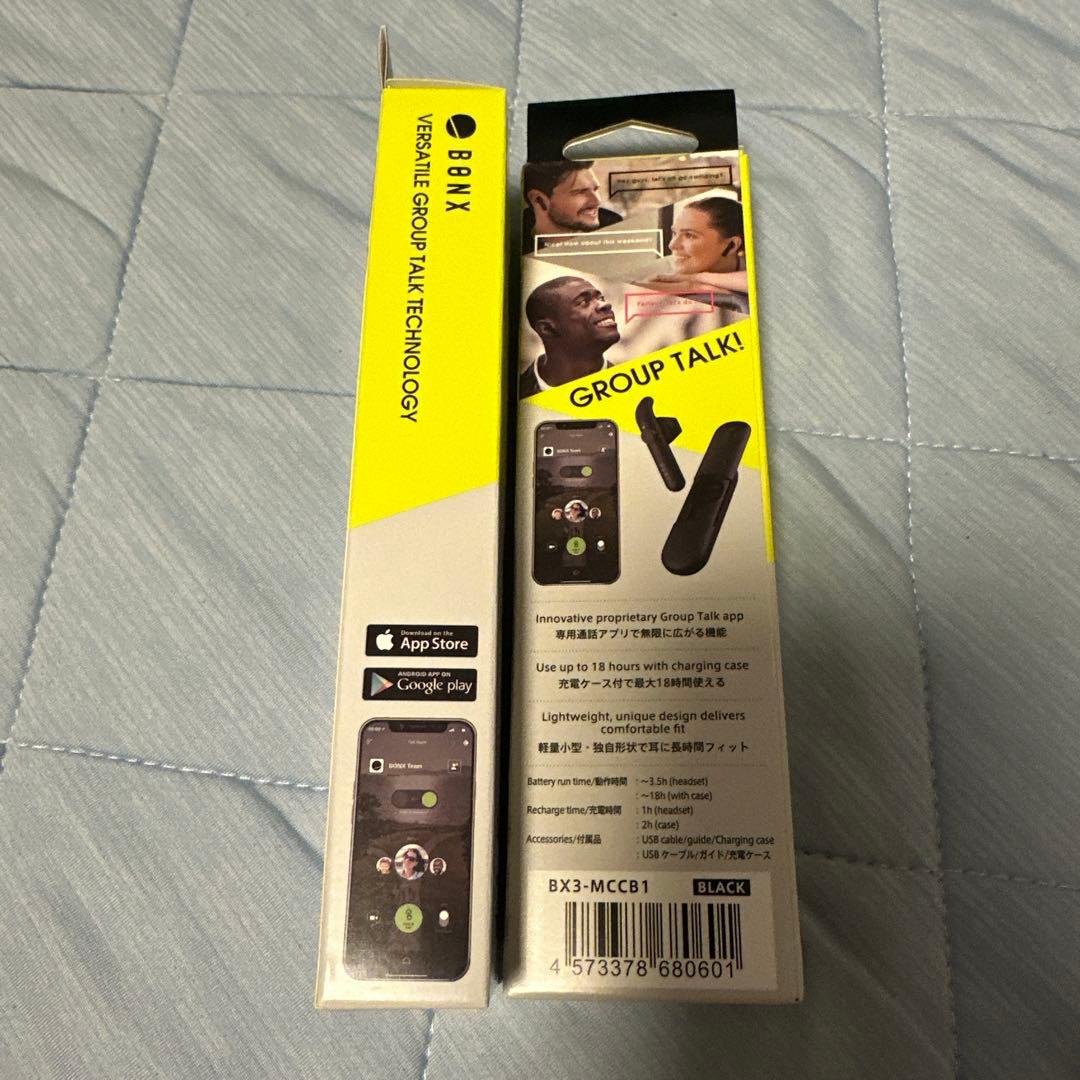 BONX
VERSATILE GROUP TALK TECHNOLOGY
Download on the
App Store
ANDROID APP ON
Google play
BONX Team
Hey guys, let's go camping?
Nice! How about this weekend?
GROUP TALK!
BONX Team
Innovative proprietary Group Talk app
専用通話アプリで無限に広がる機能
Use up to 18 hours with charging case
充電ケース付で最大18時間使える
Lightweight, unique design delivers
comfortable fit
軽量小型・独自形状で耳に長時間フィット
Battery run time/動作時間 : ～3.5h (headset)
: ～18h (with case)
Recharge time/充電時間 : 1h (headset)
: 2h (case)
Accessories/付属品 : USB cable/guide/Charging case
: USB ケーブル/ガイド/充電ケース
BX3-MCCB1 BLACK
4 573378 680601